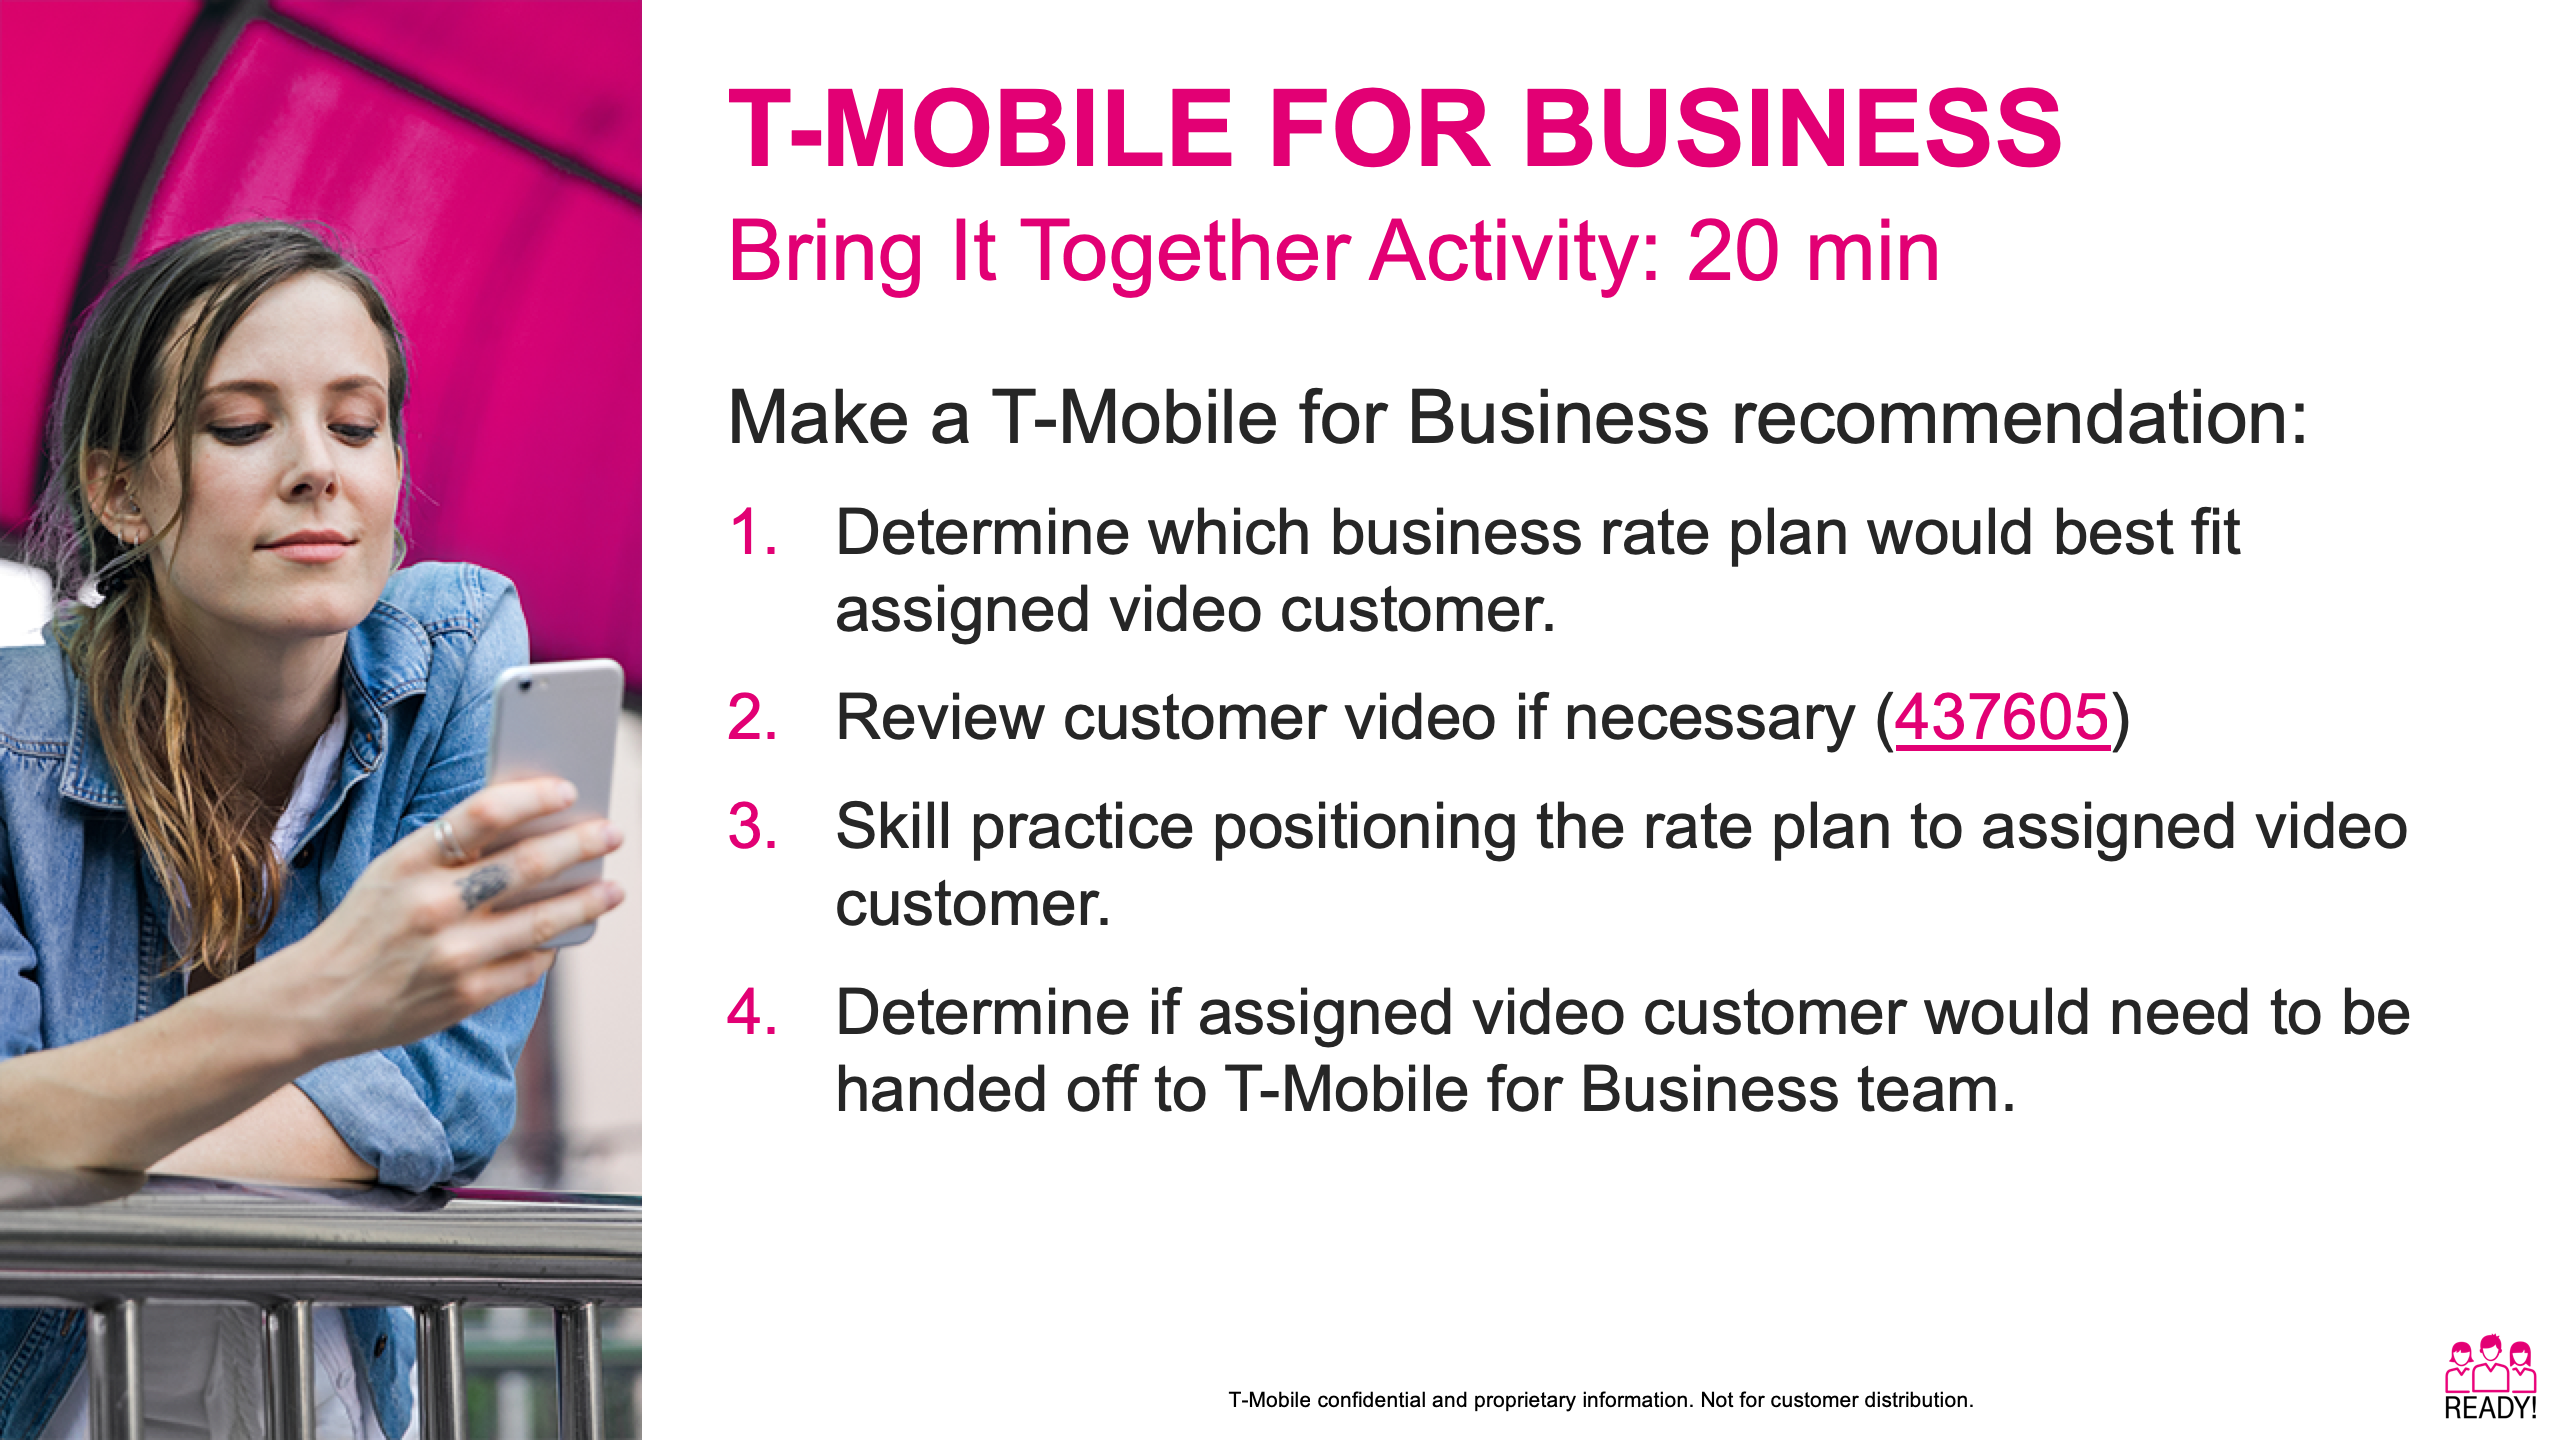 T-MOBILE FOR BUSINESS
Bring It Together Activity: 20 min
Make a T-Mobile for Business recommendation:
1. Determine which business rate plan would best fit
assigned video customer.
2. Review customer video if necessary (437605)
3. Skill practice positioning the rate plan to assigned video
customer.
4. Determine if assigned video customer would need to be
handed off to T-Mobile for Business team.
T-Mobile confidential and proprietary information. Not for customer distribution.
READY!